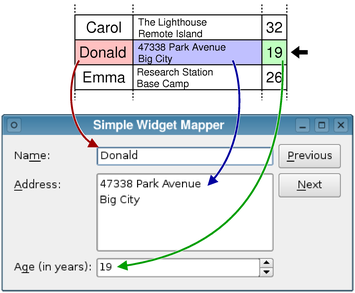 Carol
The Lighthouse
Remote Island
32
Donald
47338 Park Avenue
Big City
19
Emma
Research Station
Base Camp
26
Simple Widget Mapper
Name:
Donald
Previous
Address:
47338 Park Avenue
Big City
Next
Age (in years):
19